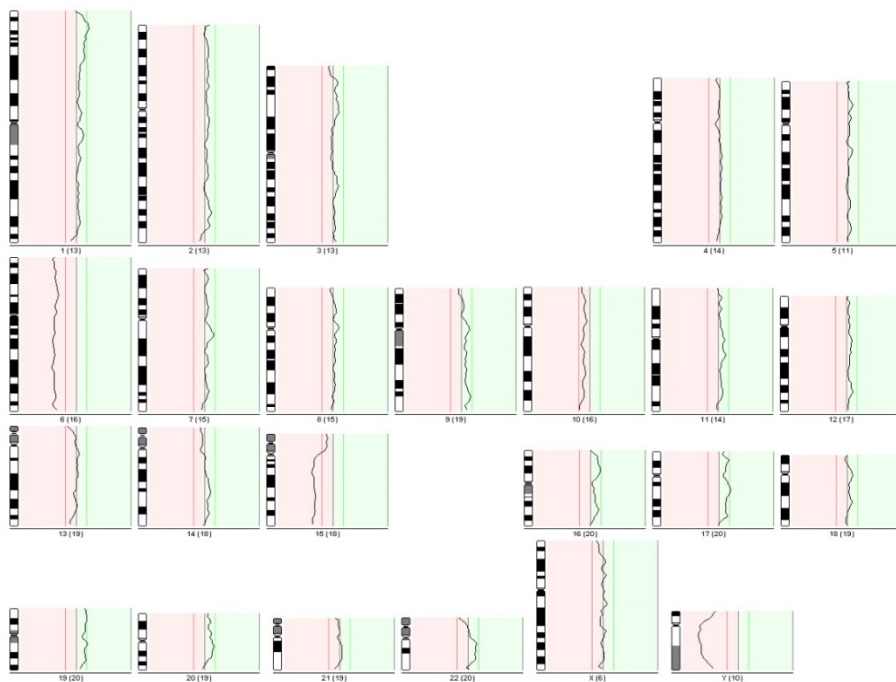 1 (13) 2 (13) 3 (13) 4 (14) 5 (11)
6 (16) 7 (15) 8 (15) 9 (19) 10 (16) 11 (14) 12 (17)
13 (19) 14 (18) 15 (18) 16 (20) 17 (20) 18 (19)
19 (20) 20 (19) 21 (19) 22 (20) X (6) Y (10)